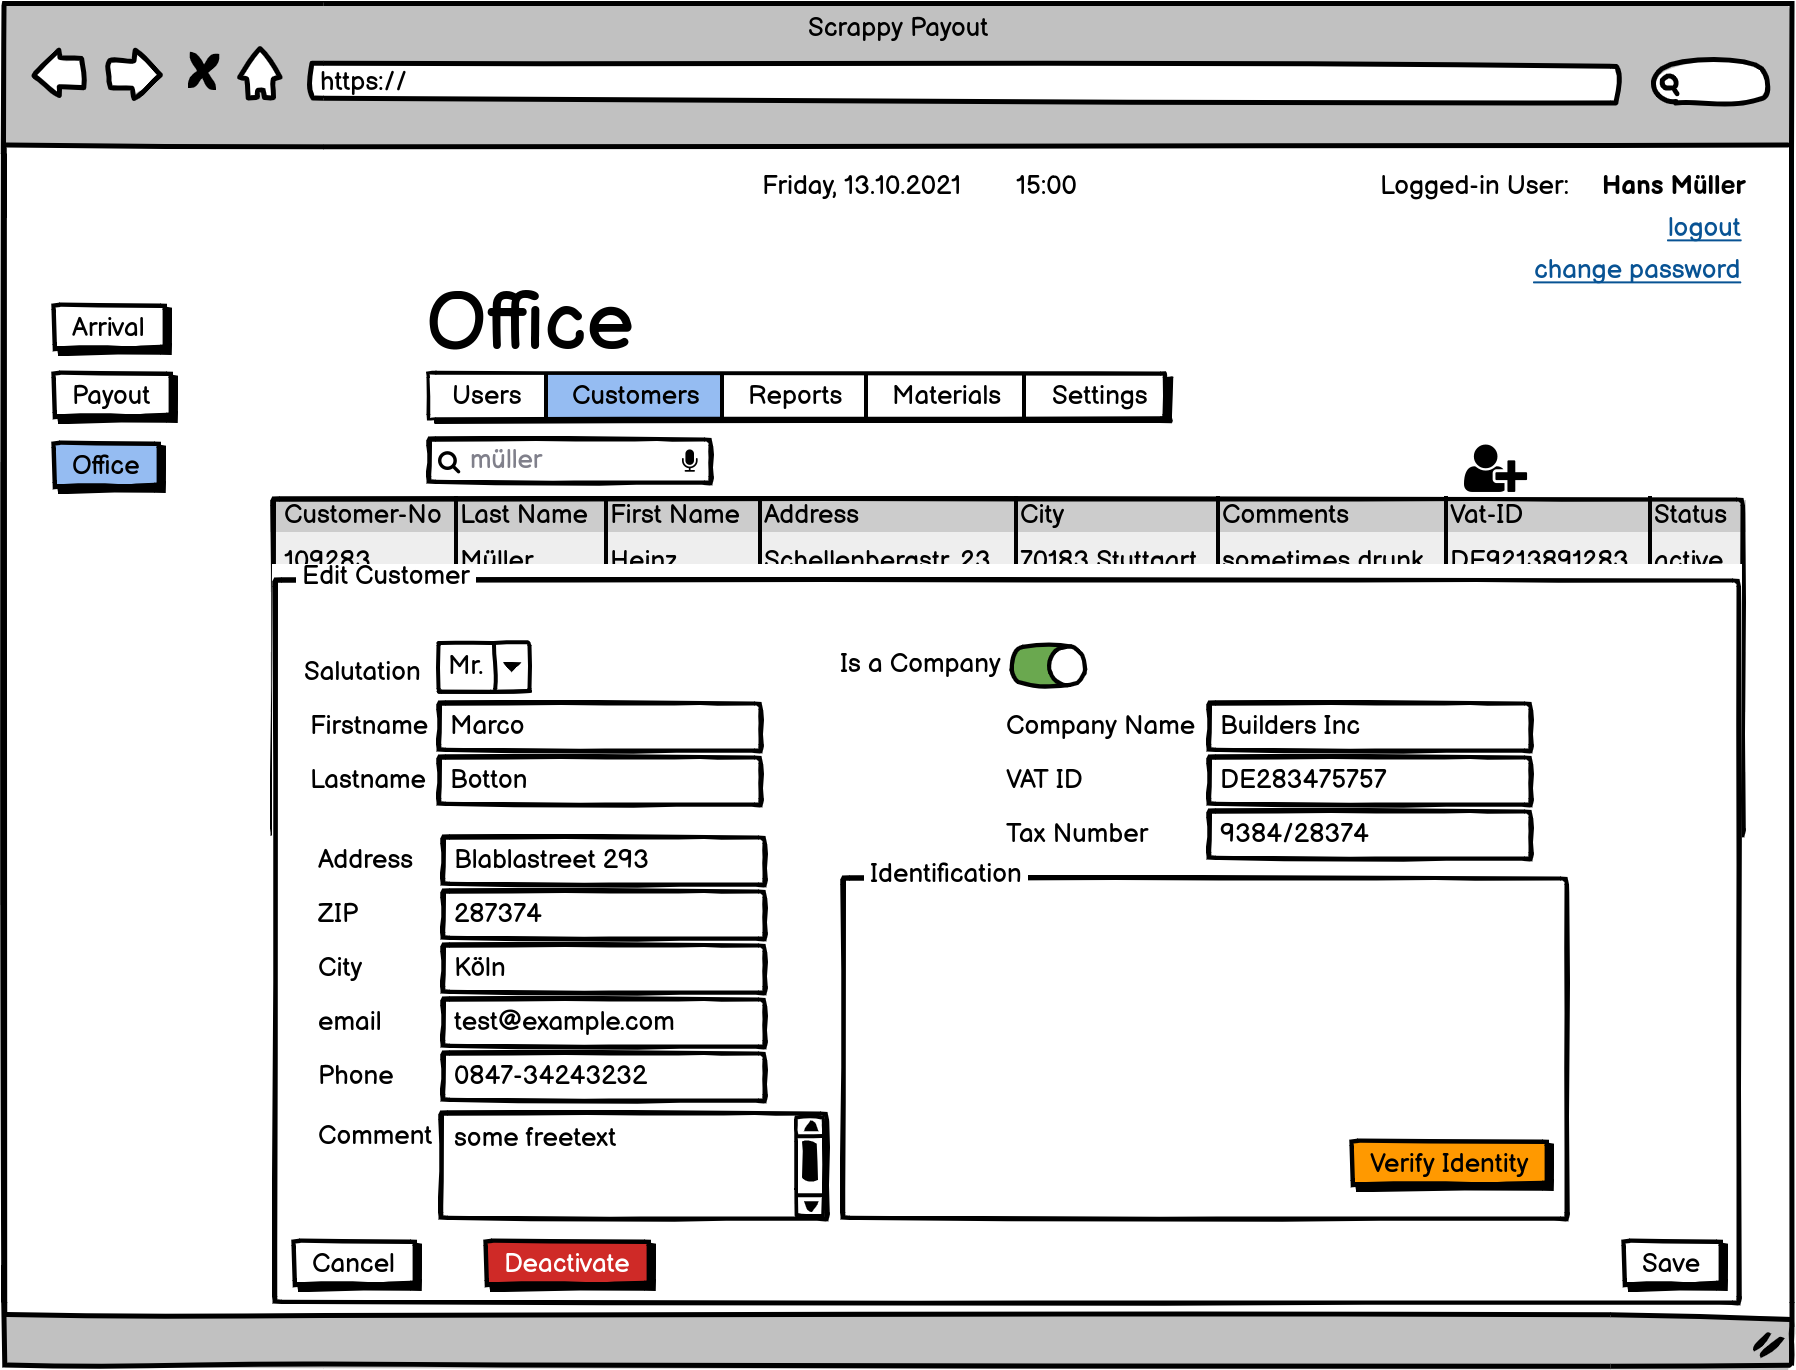 Scrappy Payout
https://
Friday, 13.10.2021 15:00 Logged-in User: Hans Müller
logout
change password
Office
Arrival
Payout
Office
Users Customers Reports Materials Settings
müller
Customer-No Last Name First Name Address City Comments Vat-ID Status
109283 Müller Heinz Schellenbergstr. 23 70183 Stuttgart sometimes drunk DE9213891283 active
Edit Customer
Salutation Mr.
Firstname Marco
Lastname Botton
Address Blablastreet 293
ZIP 287374
City Köln
email test@example.com
Phone 0847-34243232
Comment some freetext
Is a Company
Company Name Builders Inc
VAT ID DE283475757
Tax Number 9384/28374
Identification
Verify Identity
Cancel Deactivate Save